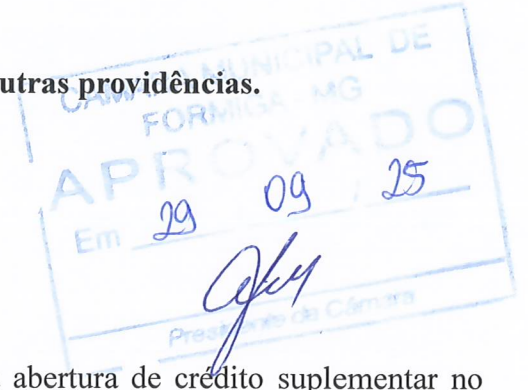 utras providências.
CÂMARA MUNICIPAL DE
FORMIGA - MG
APROVADO
Em 29 / 09 / 25
Presidente da Câmara
abertura de crédito suplementar no